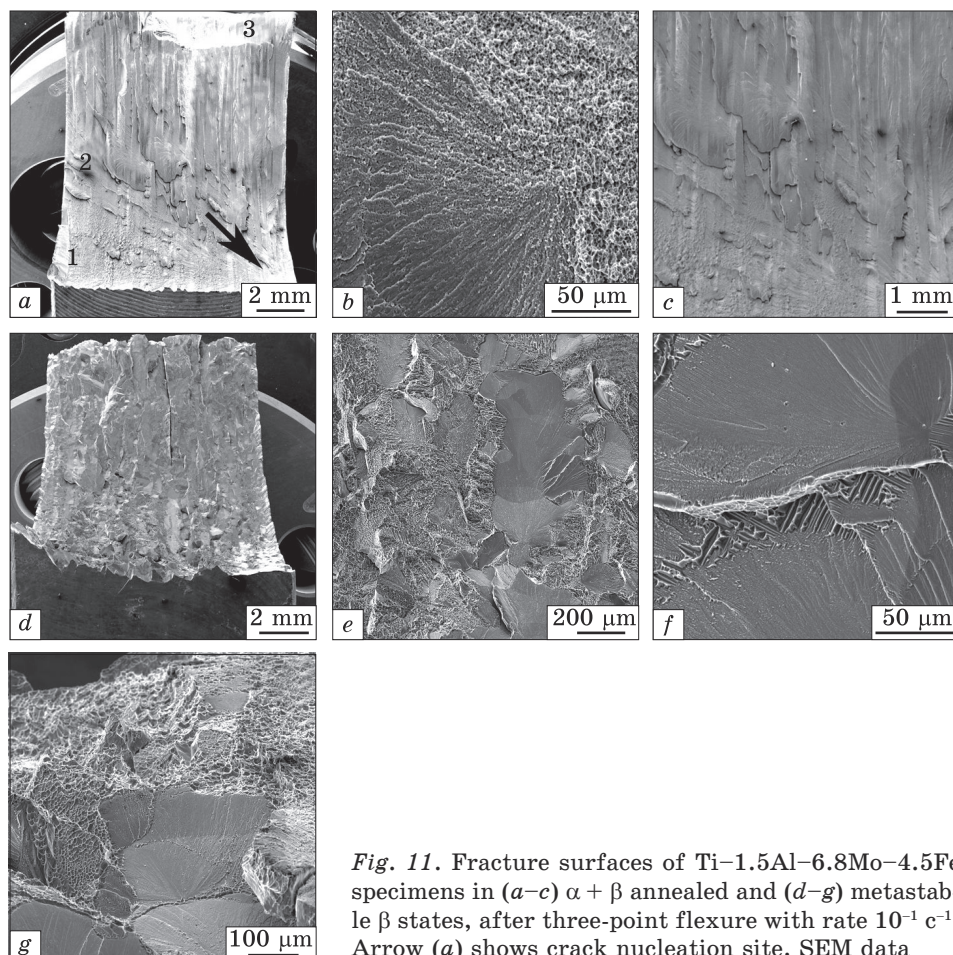 3
2
1
a
2 mm
b
50 μm
c
1 mm
d
2 mm
e
200 μm
f
50 μm
g
100 μm
Fig. 11. Fracture surfaces of Ti–1.5Al–6.8Mo–4.5Fe
specimens in (a–c) α + β annealed and (d–g) metastab-
le β states, after three-point flexure with rate 10⁻¹ c⁻¹
Arrow (a) shows crack nucleation site. SEM data